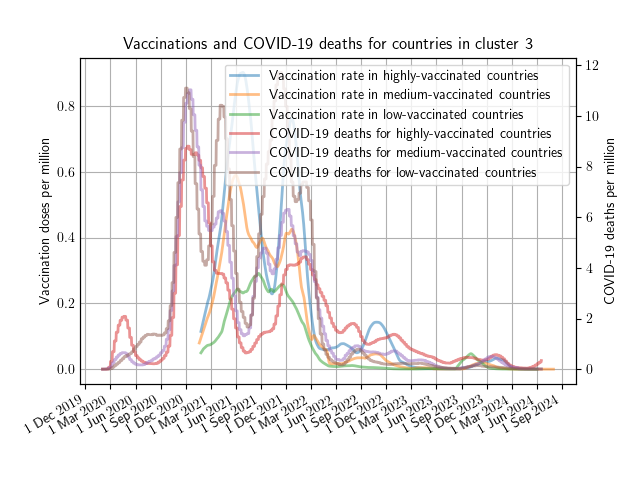 Vaccinations and COVID-19 deaths for countries in cluster 3
Vaccination rate in highly-vaccinated countries
Vaccination rate in medium-vaccinated countries
Vaccination rate in low-vaccinated countries
COVID-19 deaths for highly-vaccinated countries
COVID-19 deaths for medium-vaccinated countries
COVID-19 deaths for low-vaccinated countries
Vaccination doses per million
0.8
0.6
0.4
0.2
0.0
COVID-19 deaths per million
12
10
8
6
4
2
0
1 Dec 2019
1 Mar 2020
1 Jun 2020
1 Sep 2020
1 Dec 2020
1 Mar 2021
1 Jun 2021
1 Sep 2021
1 Dec 2021
1 Mar 2022
1 Jun 2022
1 Sep 2022
1 Dec 2022
1 Mar 2023
1 Jun 2023
1 Sep 2023
1 Dec 2023
1 Mar 2024
1 Jun 2024
1 Sep 2024